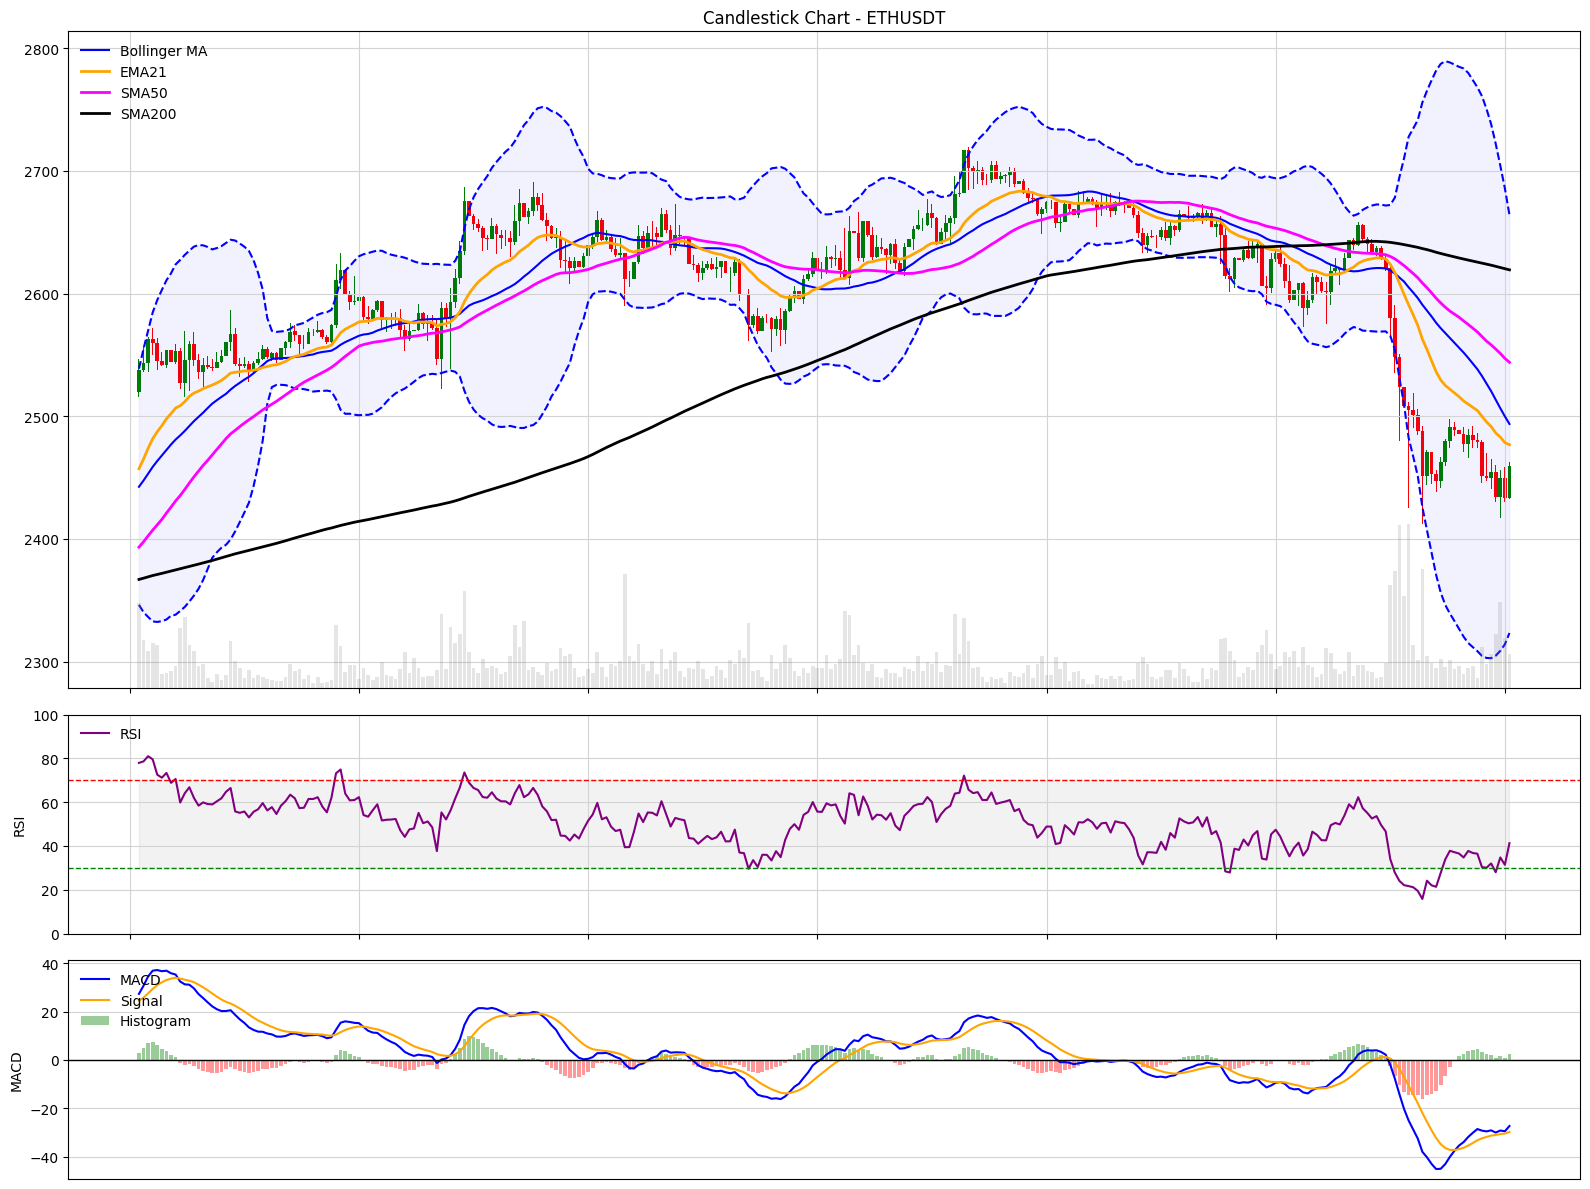 Candlestick Chart - ETHUSDT
2800
2700
2600
2500
2400
2300
Bollinger MA
EMA21
SMA50
SMA200
100
80
60
40
20
0
RSI
RSI
40
20
0
−20
−40
MACD
MACD
Signal
Histogram